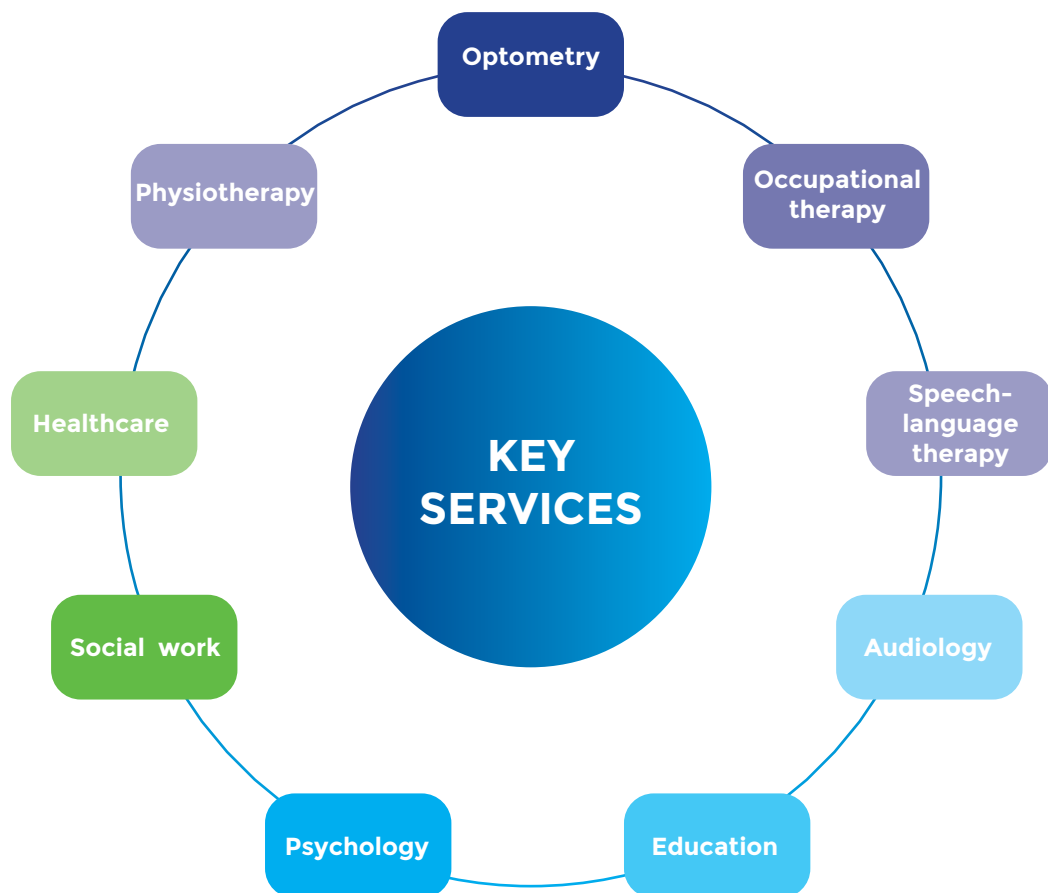 Optometry
Occupational
therapy
Speech-
language
therapy
Audiology
Education
Psychology
Social work
Healthcare
Physiotherapy
KEY
SERVICES